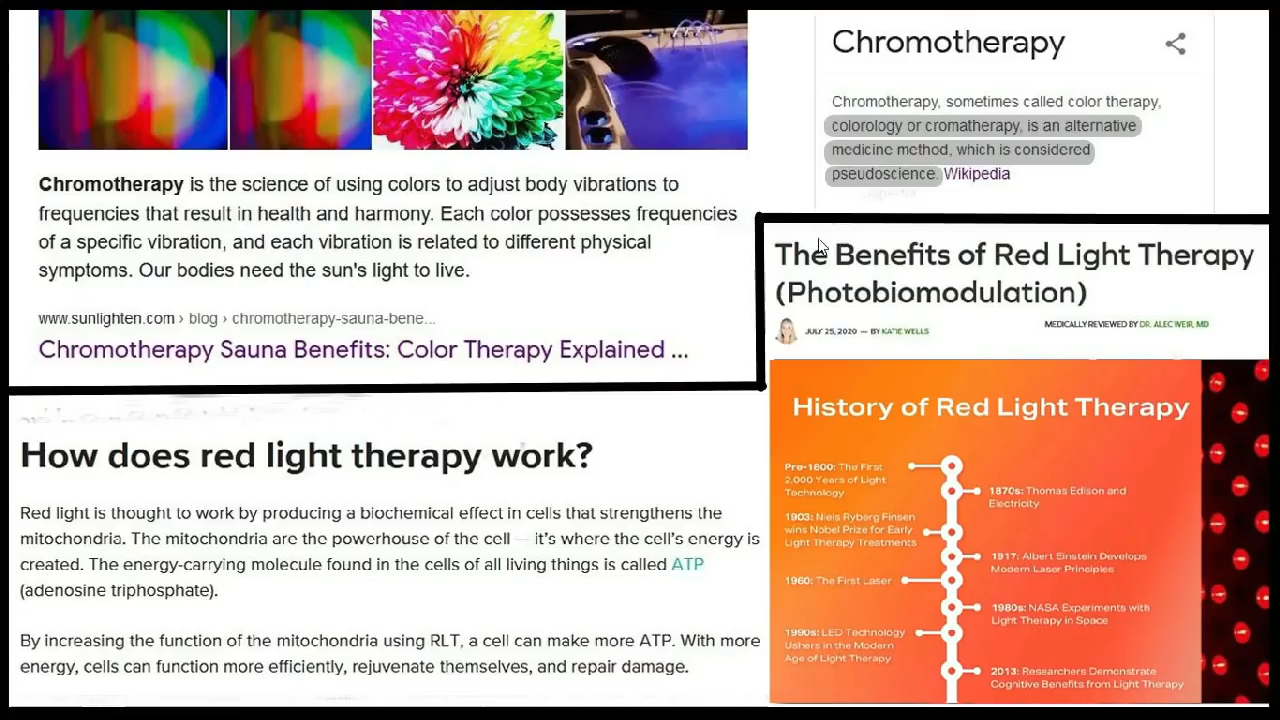 Chromotherapy is the science of using colors to adjust body vibrations to
frequencies that result in health and harmony. Each color possesses frequencies
of a specific vibration, and each vibration is related to different physical
symptoms. Our bodies need the sun's light to live.
www.sunlighten.com › blog › chromotherapy-sauna-bene...
Chromotherapy Sauna Benefits: Color Therapy Explained ...
Chromotherapy
Chromotherapy, sometimes called color therapy,
colorology or cromatherapy, is an alternative
medicine method, which is considered
pseudoscience. Wikipedia
How does red light therapy work?
Red light is thought to work by producing a biochemical effect in cells that strengthens the
mitochondria. The mitochondria are the powerhouse of the cell — it's where the cell's energy is
created. The energy-carrying molecule found in the cells of all living things is called ATP
(adenosine triphosphate).
By increasing the function of the mitochondria using RLT, a cell can make more ATP. With more
energy, cells can function more efficiently, rejuvenate themselves, and repair damage.
The Benefits of Red Light Therapy
(Photobiomodulation)
JULY 25, 2020 — BY KATIE WELLS
MEDICALLY REVIEWED BY DR. ALEC WEIR, MD
History of Red Light Therapy
Pre-1800: The First
2,000 Years of Light
Technology
1870s: Thomas Edison and
Electricity
1903: Niels Ryberg Finsen
wins Nobel Prize for Early
Light Therapy Treatments
1917: Albert Einstein Develops
Modern Laser Principles
1960: The First Laser
1980s: NASA Experiments with
Light Therapy in Space
1990s: LED Technology
Ushers in the Modern
Age of Light Therapy
2013: Researchers Demonstrate
Cognitive Benefits from Light Therapy